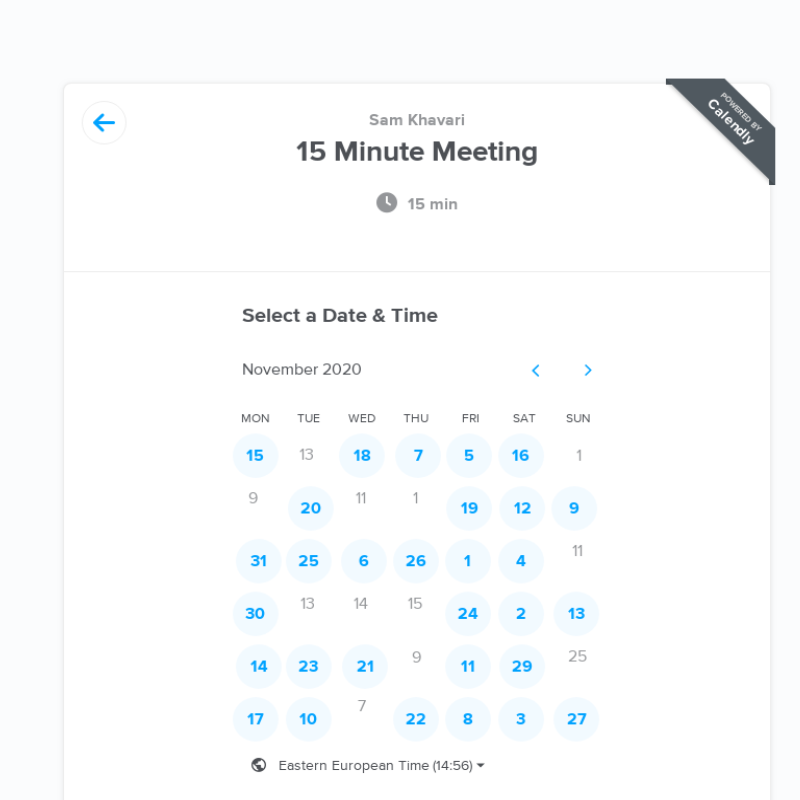 POWERED BY
Calendly
Sam Khavari
15 Minute Meeting
15 min
Select a Date & Time
November 2020
MON TUE WED THU FRI SAT SUN
15 13 18 7 5 16 1
9 20 11 1 19 12 9
31 25 6 26 1 4 11
30 13 14 15 24 2 13
14 23 21 9 11 29 25
17 10 7 22 8 3 27
Eastern European Time (14:56)